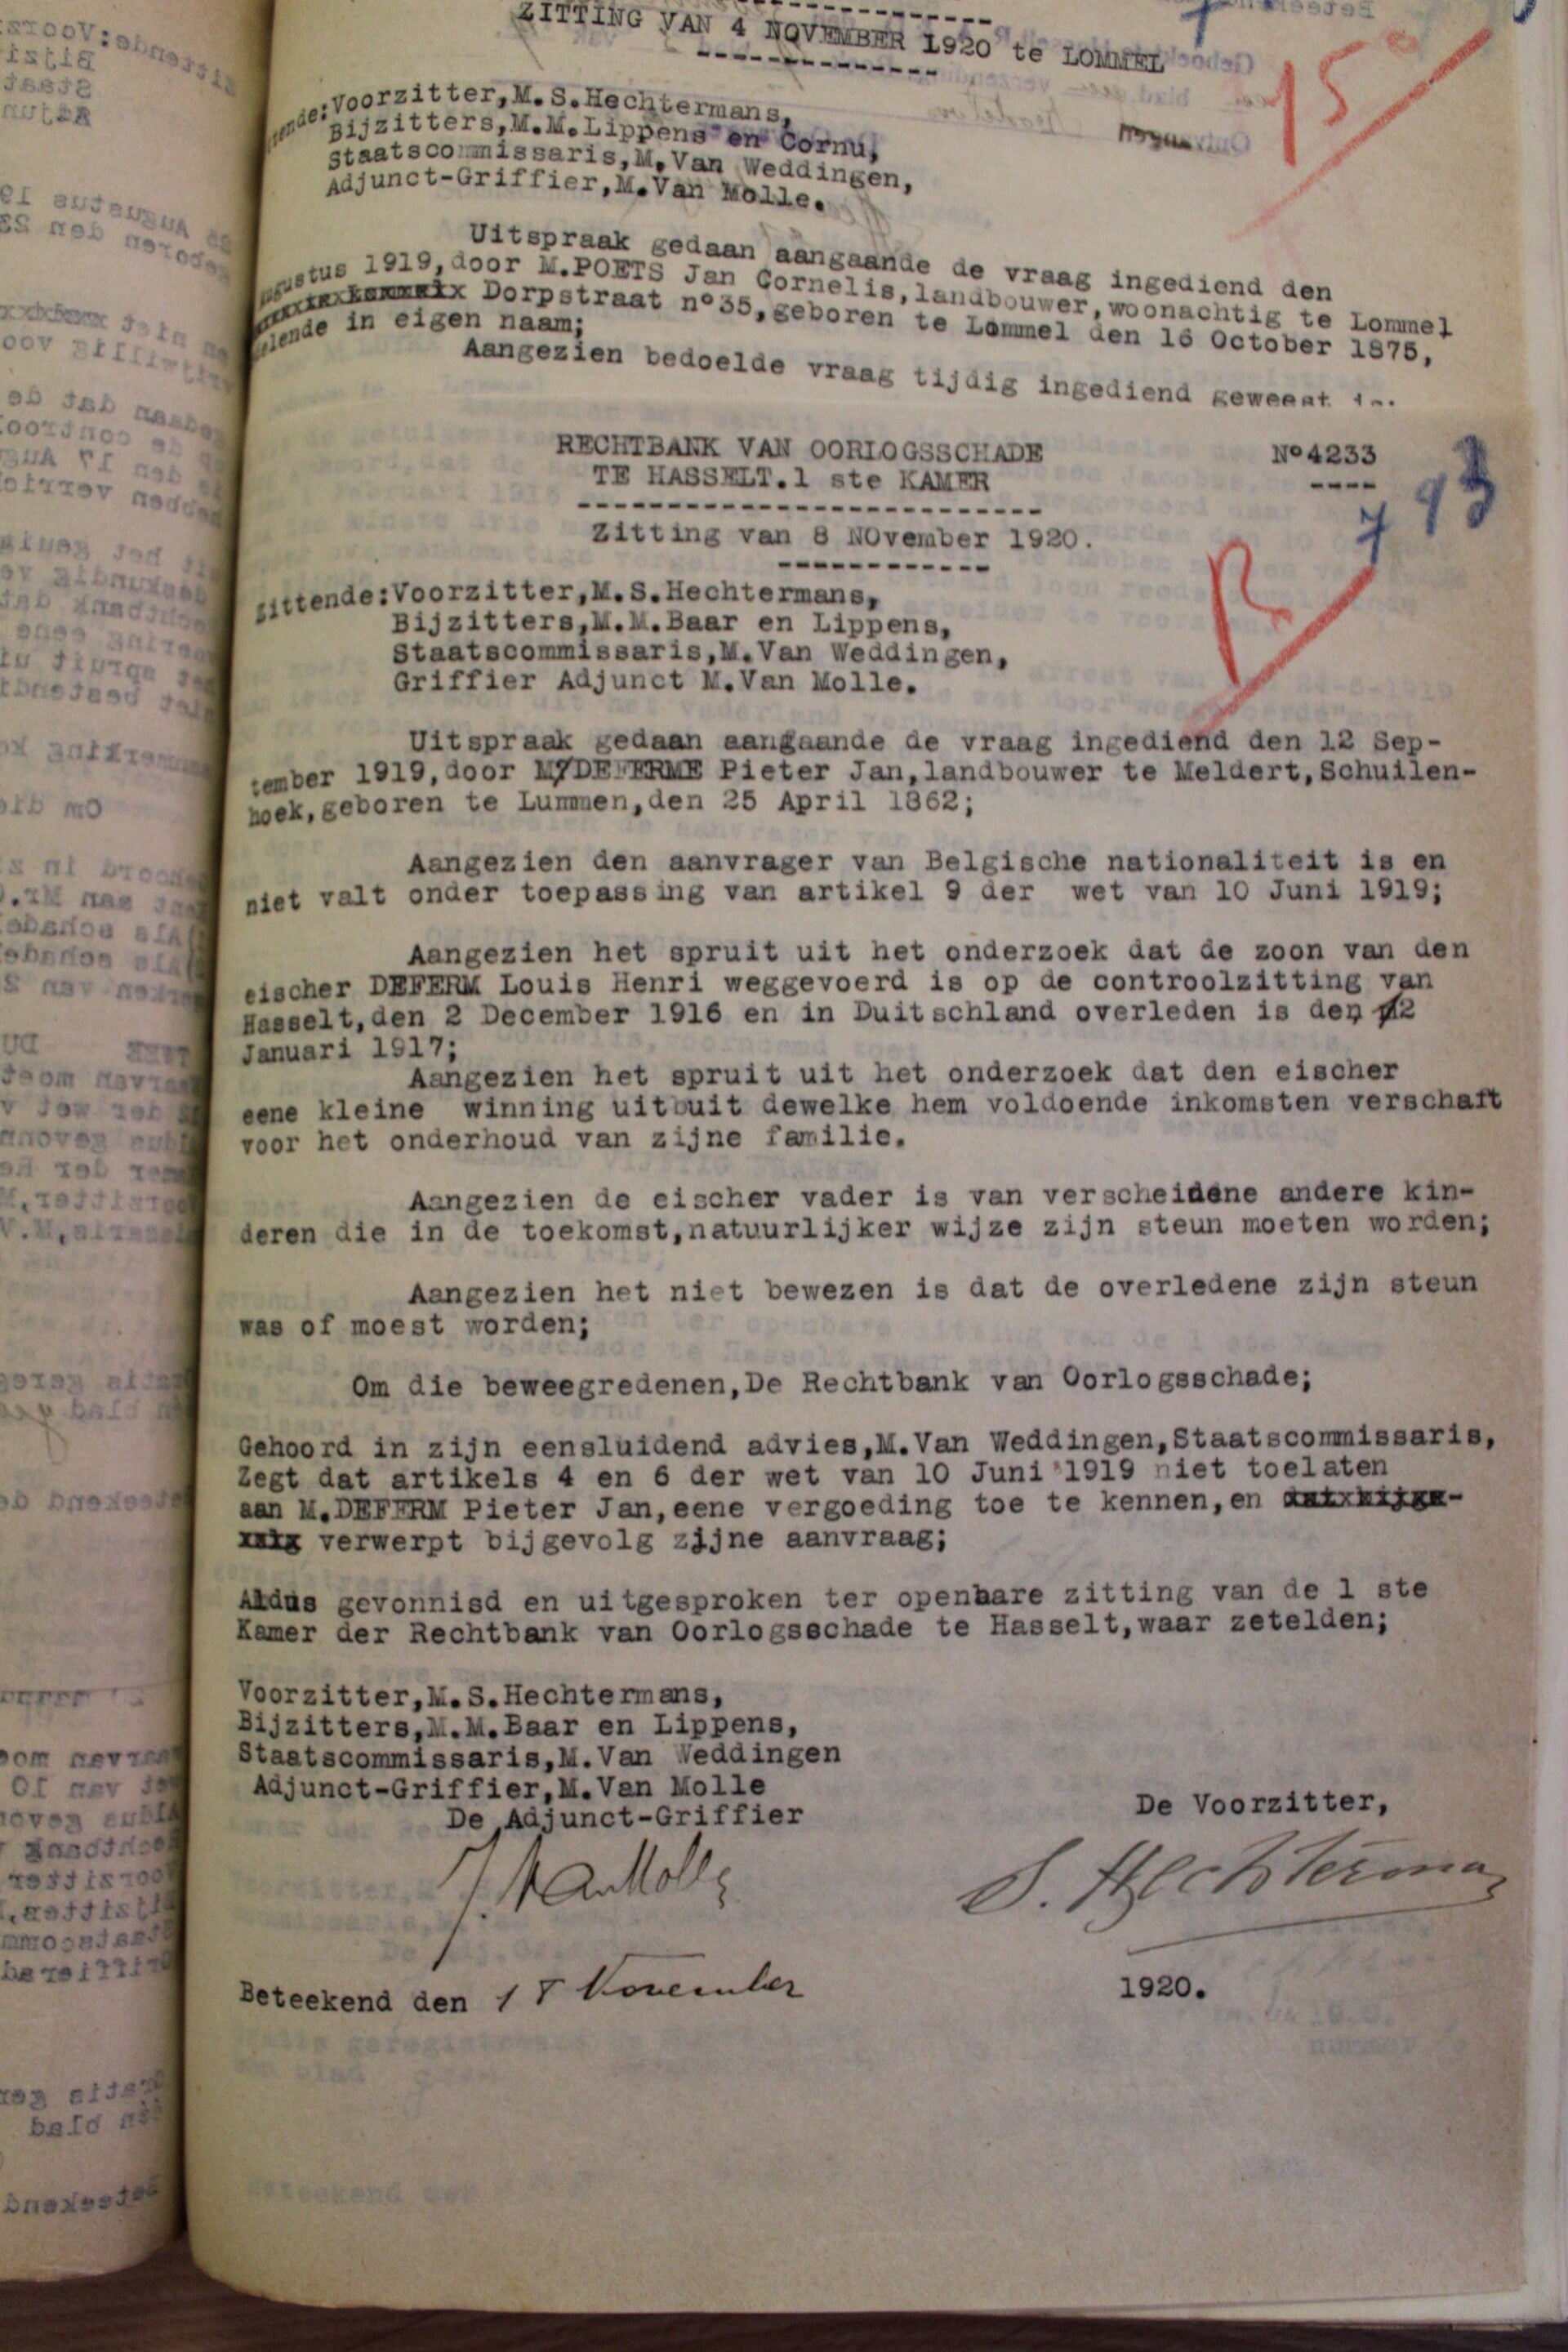 ZITTING VAN 4 NOVEMBER 1920 te LOMMEL
Voorzitter,M.S.Hechtermans,
Bijzitters,M.M.Lippens en Cornu,
Staatscommissaris,M.Van Weddingen,
Adjunct-Griffier,M.Van Molle.
15
Uitspraak gedaan aangaande de vraag ingediend den
ugustus 1919,door M.POETS Jan Cornelis,landbouwer,woonachtig te Lommel
Dorpstraat n°35,geboren te Lommel den 16 October 1875,
elende in eigen naam;
Aangezien bedoelde vraag tijdig ingediend geweest
RECHTBANK VAN OORLOGSSCHADE
TE HASSELT.1 ste KAMER
N°4233
Zitting van 8 NOvember 1920.
Zittende:Voorzitter,M.S.Hechtermans,
Bijzitters,M.M.Baar en Lippens,
Staatscommissaris,M.Van Weddingen,
Griffier Adjunct M.Van Molle.
Uitspraak gedaan aangaande de vraag ingediend den 12 Sep-
tember 1919,door M/DEFERME Pieter Jan,landbouwer te Meldert,Schuilen-
hoek,geboren te Lummen,den 25 April 1862;
Aangezien den aanvrager van Belgische nationaliteit is en
niet valt onder toepassing van artikel 9 der wet van 10 Juni 1919;
Aangezien het spruit uit het onderzoek dat de zoon van den
eischer DEFERM Louis Henri weggevoerd is op de controolzitting van
Hasselt,den 2 December 1916 en in Duitschland overleden is den 12
Januari 1917;
Aangezien het spruit uit het onderzoek dat den eischer
eene kleine winning uitbuit dewelke hem voldoende inkomsten verschaft
voor het onderhoud van zijne familie.
Aangezien de eischer vader is van verscheidene andere kin-
deren die in de toekomst,natuurlijker wijze zijn steun moeten worden;
Aangezien het niet bewezen is dat de overledene zijn steun
was of moest worden;
Om die beweegredenen,De Rechtbank van Oorlogsschade;
Gehoord in zijn eensluidend advies,M.Van Weddingen,Staatscommissaris,
Zegt dat artikels 4 en 6 der wet van 10 Juni 1919 niet toelaten
aan M.DEFERM Pieter Jan,eene vergoeding toe te kennen,en
verwerpt bijgevolg zijne aanvraag;
Aldus gevonnisd en uitgesproken ter openbare zitting van de 1 ste
Kamer der Rechtbank van Oorlogsschade te Hasselt,waar zetelden;
Voorzitter,M.S.Hechtermans,
Bijzitters,M.M.Baar en Lippens,
Staatscommissaris,M.Van Weddingen
Adjunct-Griffier,M.Van Molle
De Adjunct-Griffier
De Voorzitter,
J. VanMolle
S. Hechtermans
Beteekend den 18 November 1920.